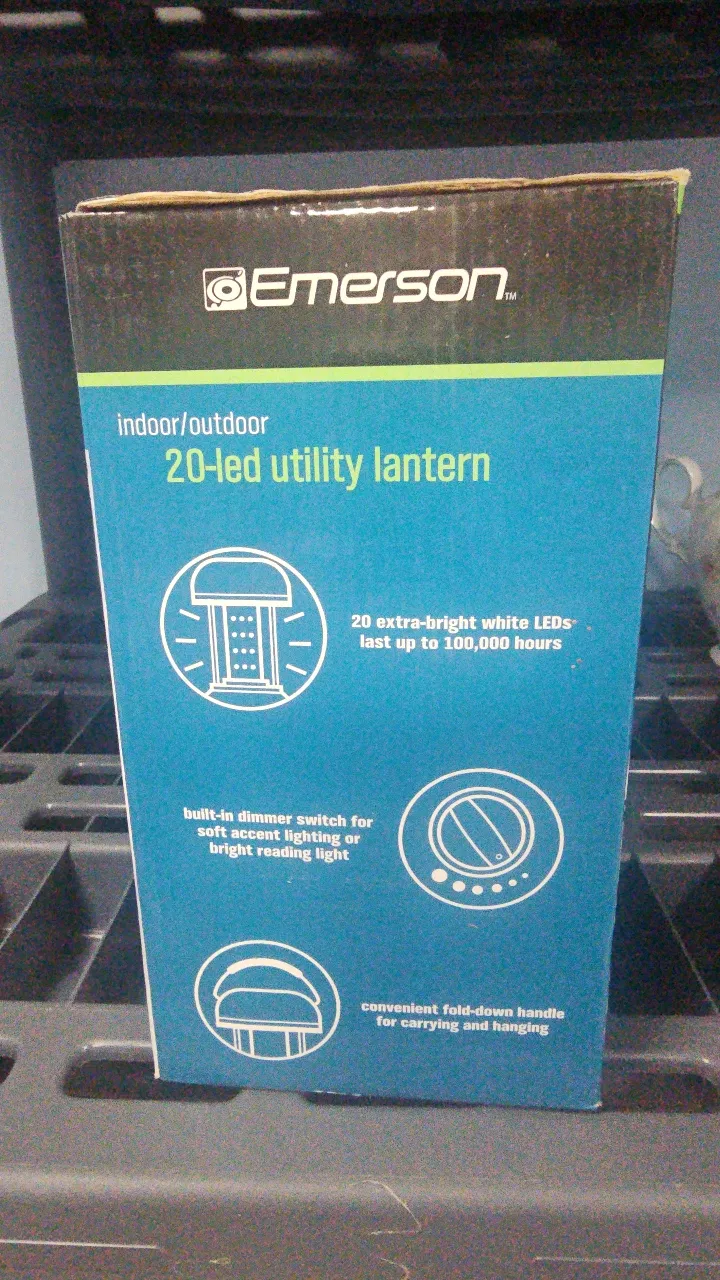 Emerson™
indoor/outdoor
20-led utility lantern
20 extra-bright white LEDs
last up to 100,000 hours
built-in dimmer switch for
soft accent lighting or
bright reading light
convenient fold-down handle
for carrying and hanging